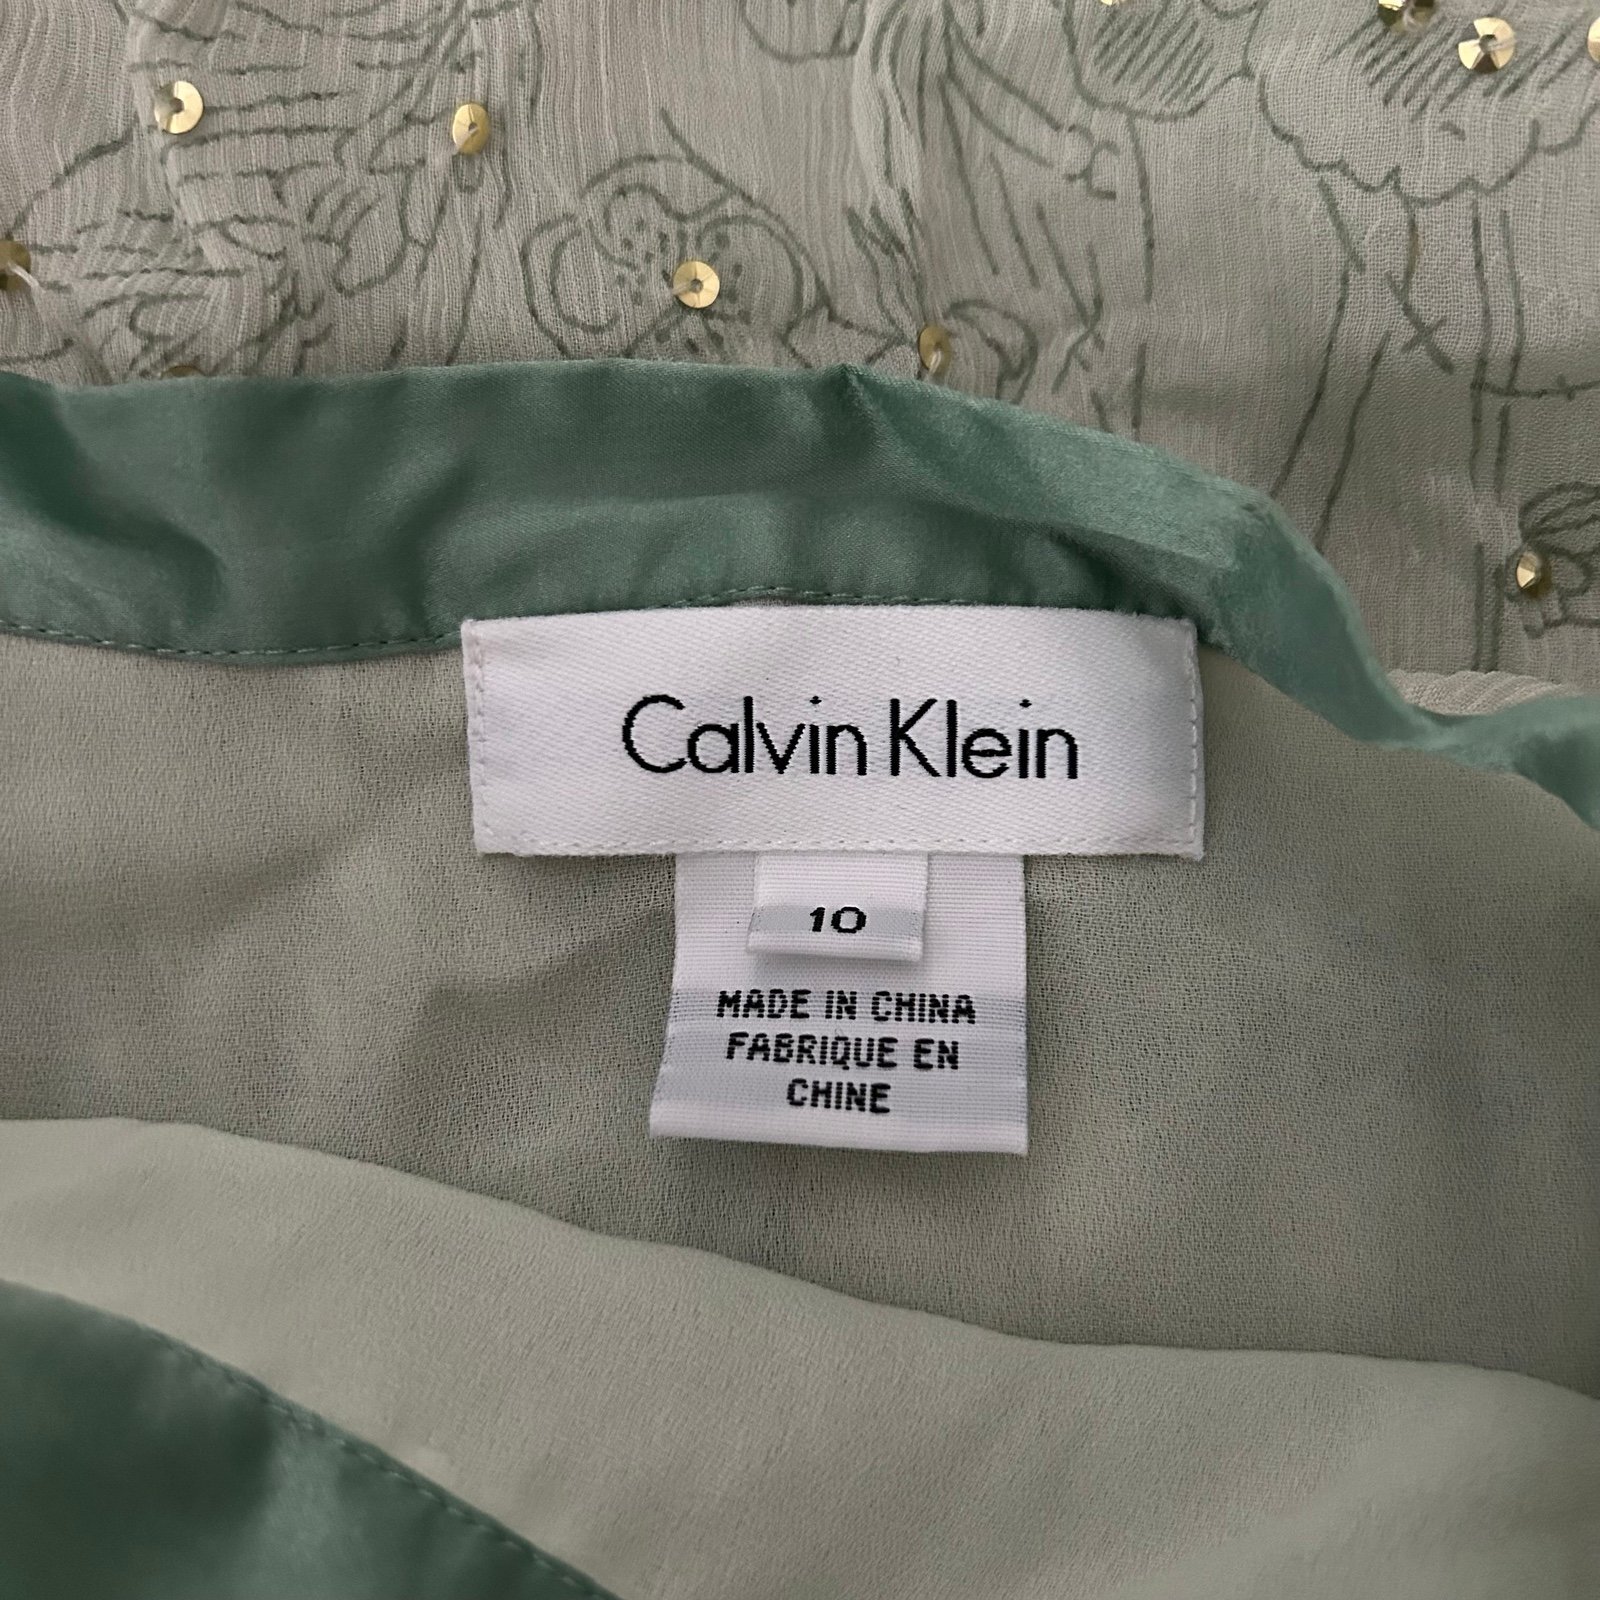 Calvin Klein
10
MADE IN CHINA
FABRIQUE EN
CHINE